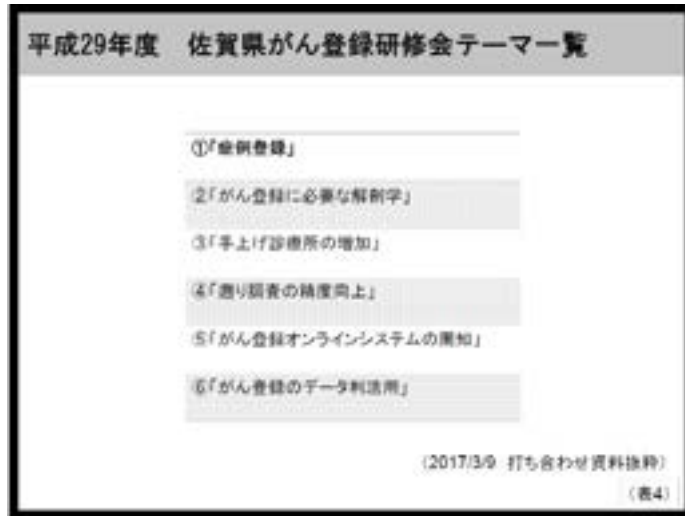 平成29年度 佐賀県がん登録研修会テーマ一覧
①「症例登録」
②「がん登録に必要な解剖学」
③「手上げ診療所の増加」
④「遡り調査の精度向上」
⑤「がん登録オンラインシステムの周知」
⑥「がん登録のデータ利活用」
（2017/3/9 打ち合わせ資料抜粋）
（表4）